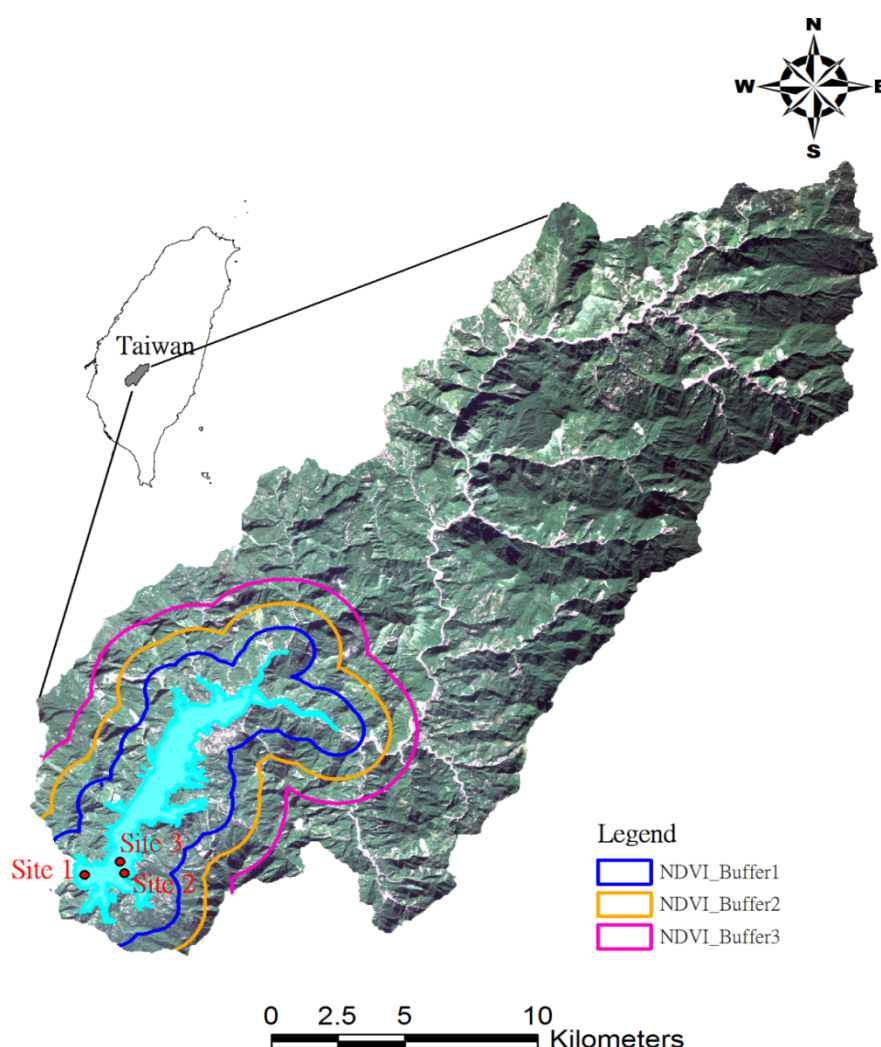 N
W
E
S
Taiwan
Site 3
Site 1
Site 2
Legend
NDVI_Buffer1
NDVI_Buffer2
NDVI_Buffer3
0 2.5 5 10
Kilometers